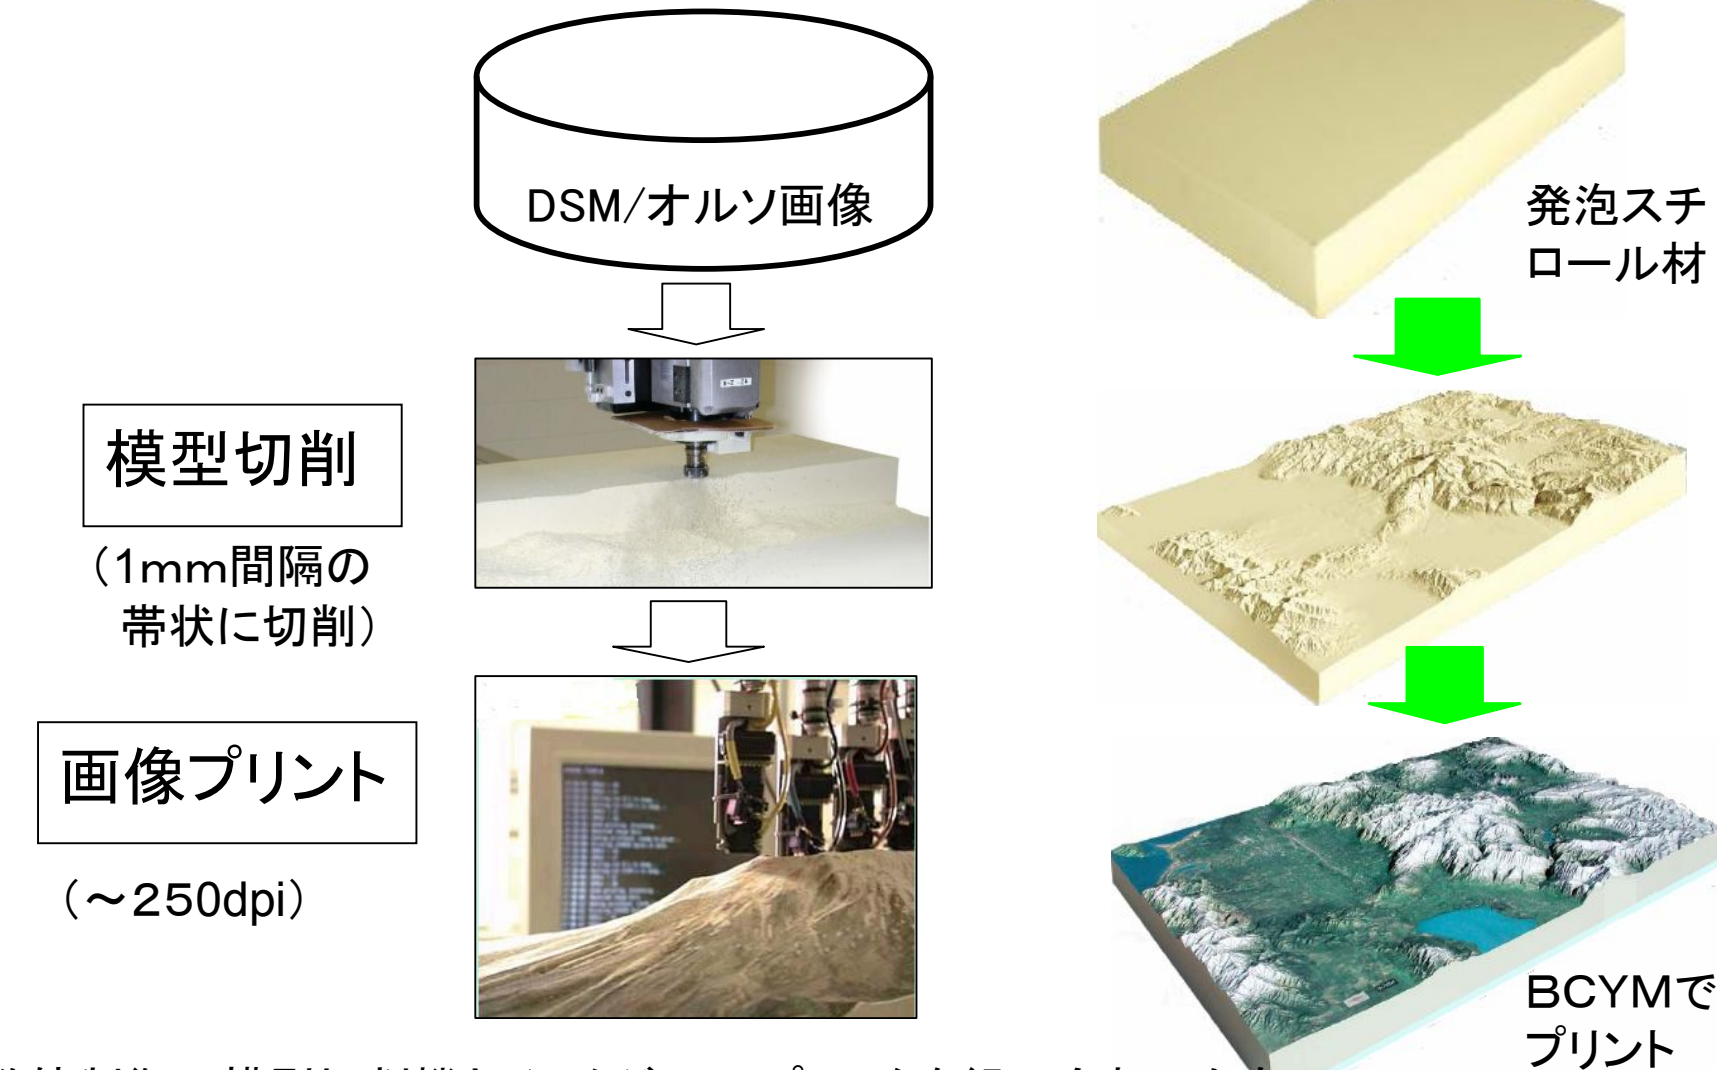 DSM/オルソ画像
発泡スチ
ロール材
模型切削
（1mm間隔の
帯状に切削）
画像プリント
（～250dpi）
BCYMで
プリント